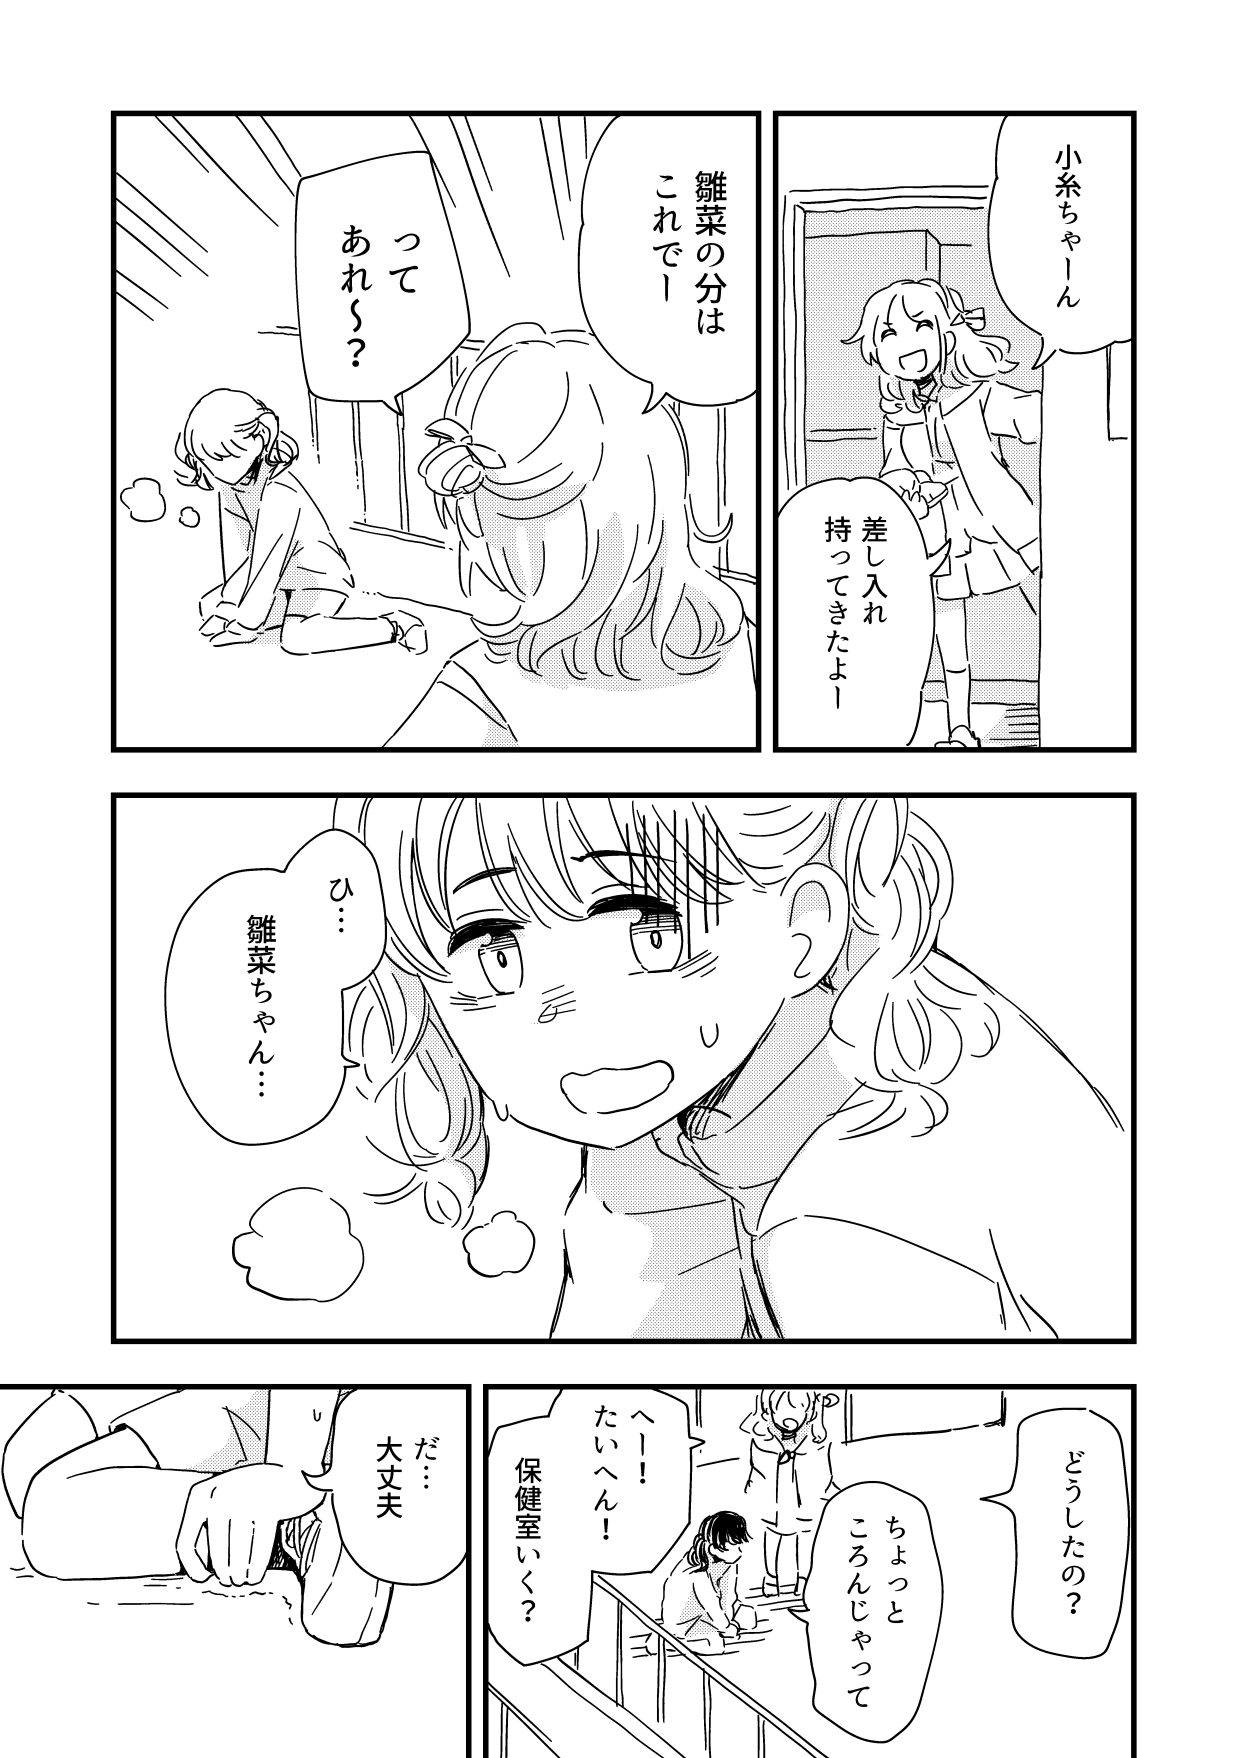 小糸ちゃーん
差し入れ
持ってきたよー
雛菜の分は
これでー
って
あれ〜？
ひ…
雛菜ちゃん…
どうしたの？
ちょっと
ころんじゃって
へー！
たいへん！
保健室いく？
だ…
大丈夫